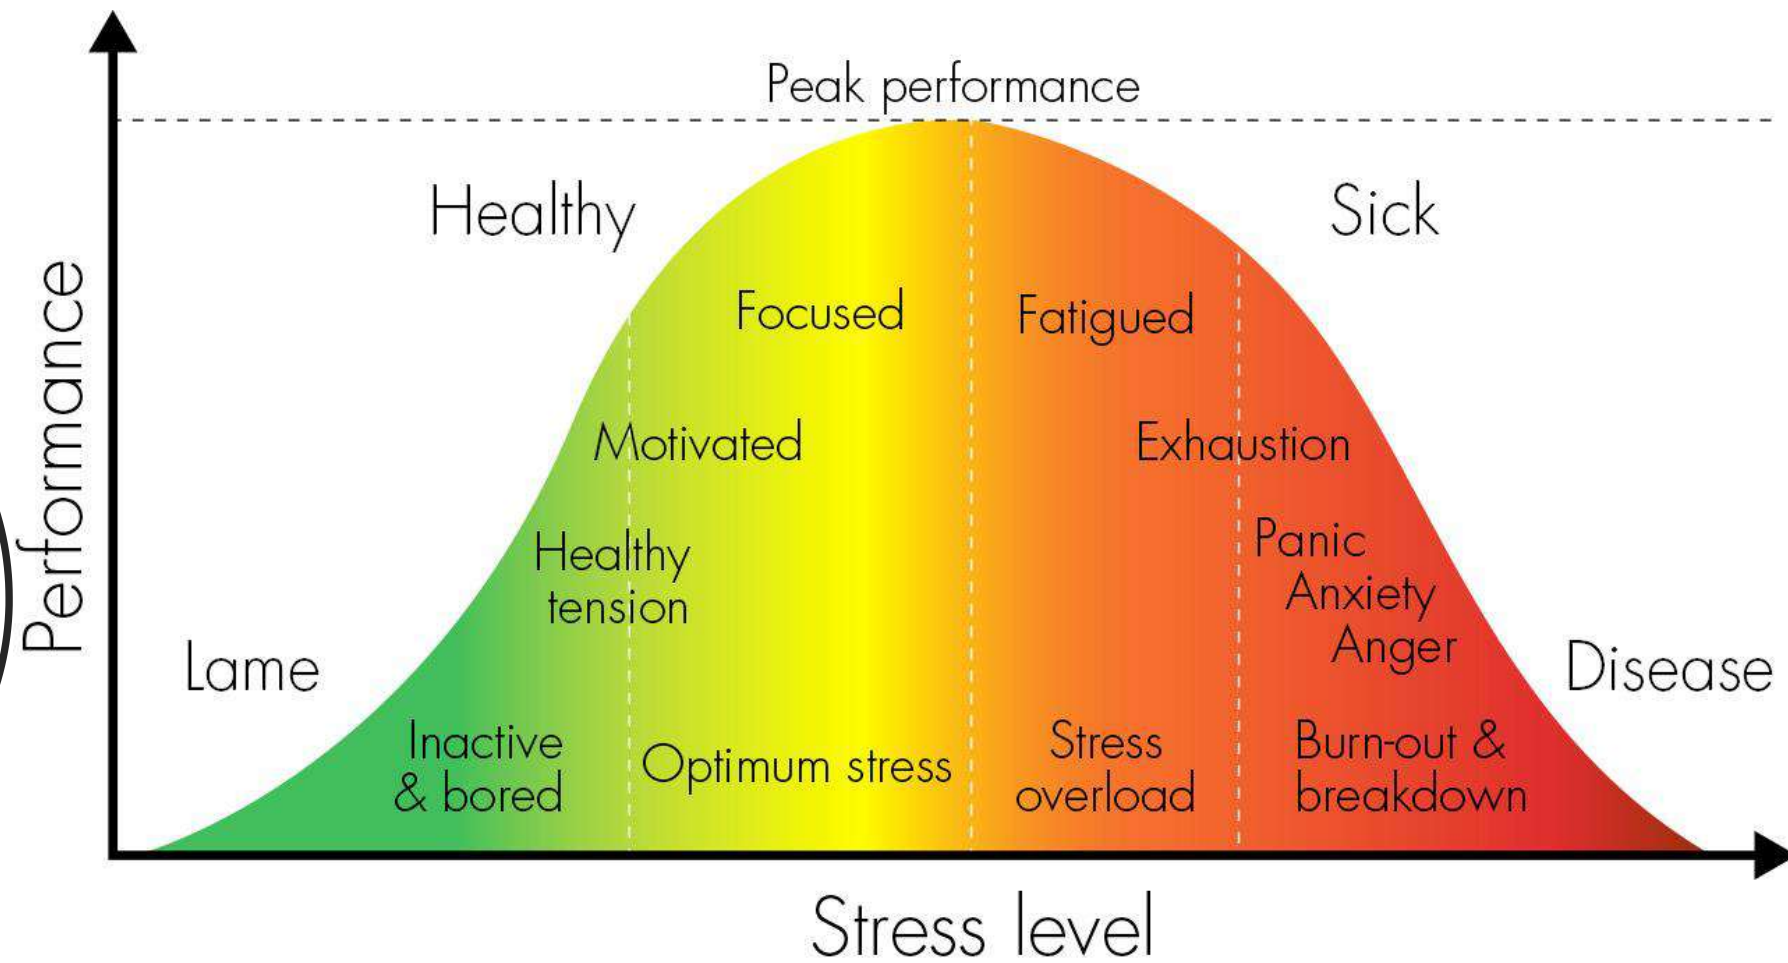 Peak performance
Healthy
Sick
Focused
Fatigued
Motivated
Exhaustion
Healthy
tension
Panic
Anxiety
Anger
Performance
Lame
Disease
Inactive
& bored
Optimum stress
Stress
overload
Burn-out &
breakdown
Stress level